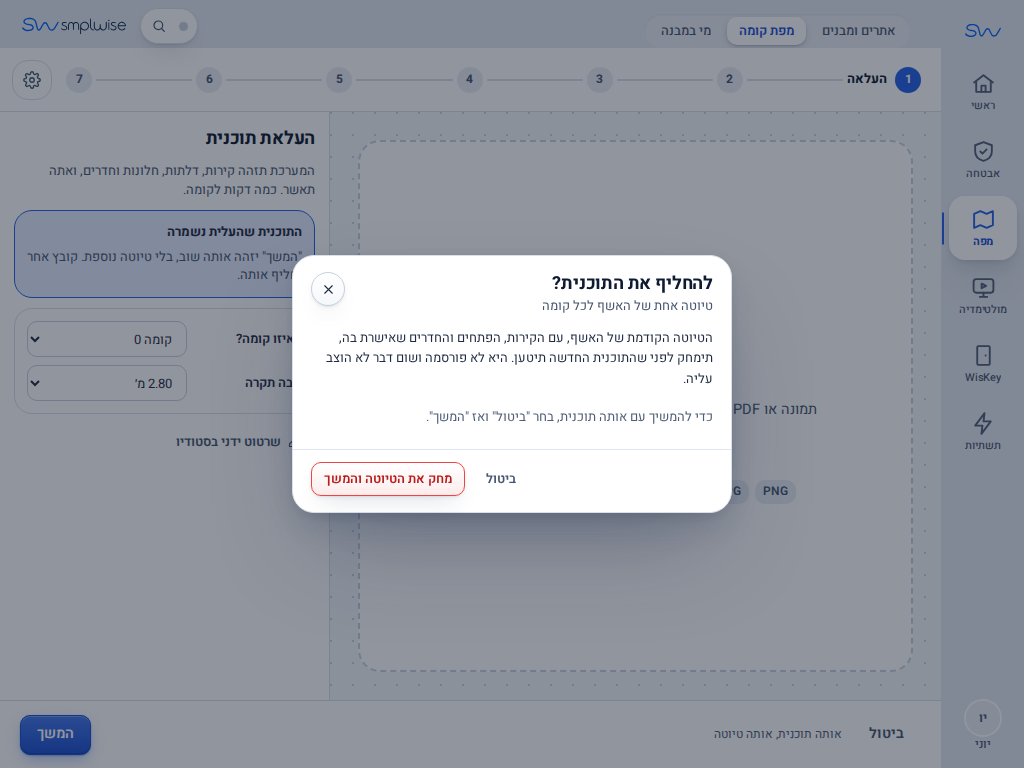 smplwise
אתרים ומבנים
מפת קומה
מי במבנה
ראשי
אבטחה
מפה
מולטימדיה
WisKey
תשתיות
יו
יוני
1
העלאה
2
3
4
5
6
7
העלאת תוכנית
המערכת תזהה קירות, דלתות, חלונות וחדרים, ואתה
תאשר. כמה דקות לקומה.
התוכנית שהעלית נשמרה
"המשך" יזהה אותה שוב, בלי טיוטה נוספת. קובץ אחר
אותה.
קומה?
קומה 0
תקרה
2.80 מ'
שרטוט ידני בסטודיו
תמונה או PDF
PNG
להחליף את התוכנית?
טיוטה אחת של האשף לכל קומה
הטיוטה הקודמת של האשף, עם הקירות, הפתחים והחדרים שאישרת בה,
תימחק לפני שהתוכנית החדשה תיטען. היא לא פורסמה ושום דבר לא הוצב
עליה.
כדי להמשיך עם אותה תוכנית, בחר "ביטול" ואז "המשך".
ביטול
מחק את הטיוטה והמשך
ביטול
אותה תוכנית, אותה טיוטה
המשך